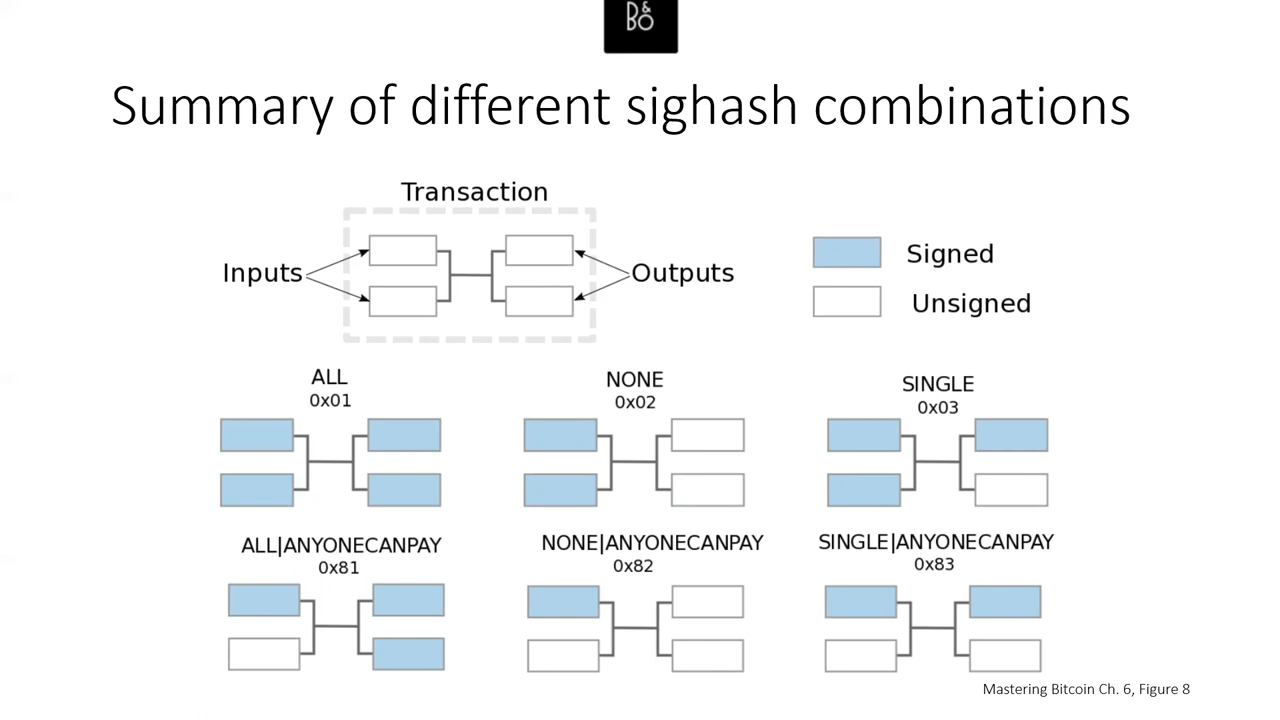 B&O
Summary of different sighash combinations
Transaction
Inputs
Outputs
Signed
Unsigned
ALL
0x01
NONE
0x02
SINGLE
0x03
ALL|ANYONECANPAY
0x81
NONE|ANYONECANPAY
0x82
SINGLE|ANYONECANPAY
0x83
Mastering Bitcoin Ch. 6, Figure 8